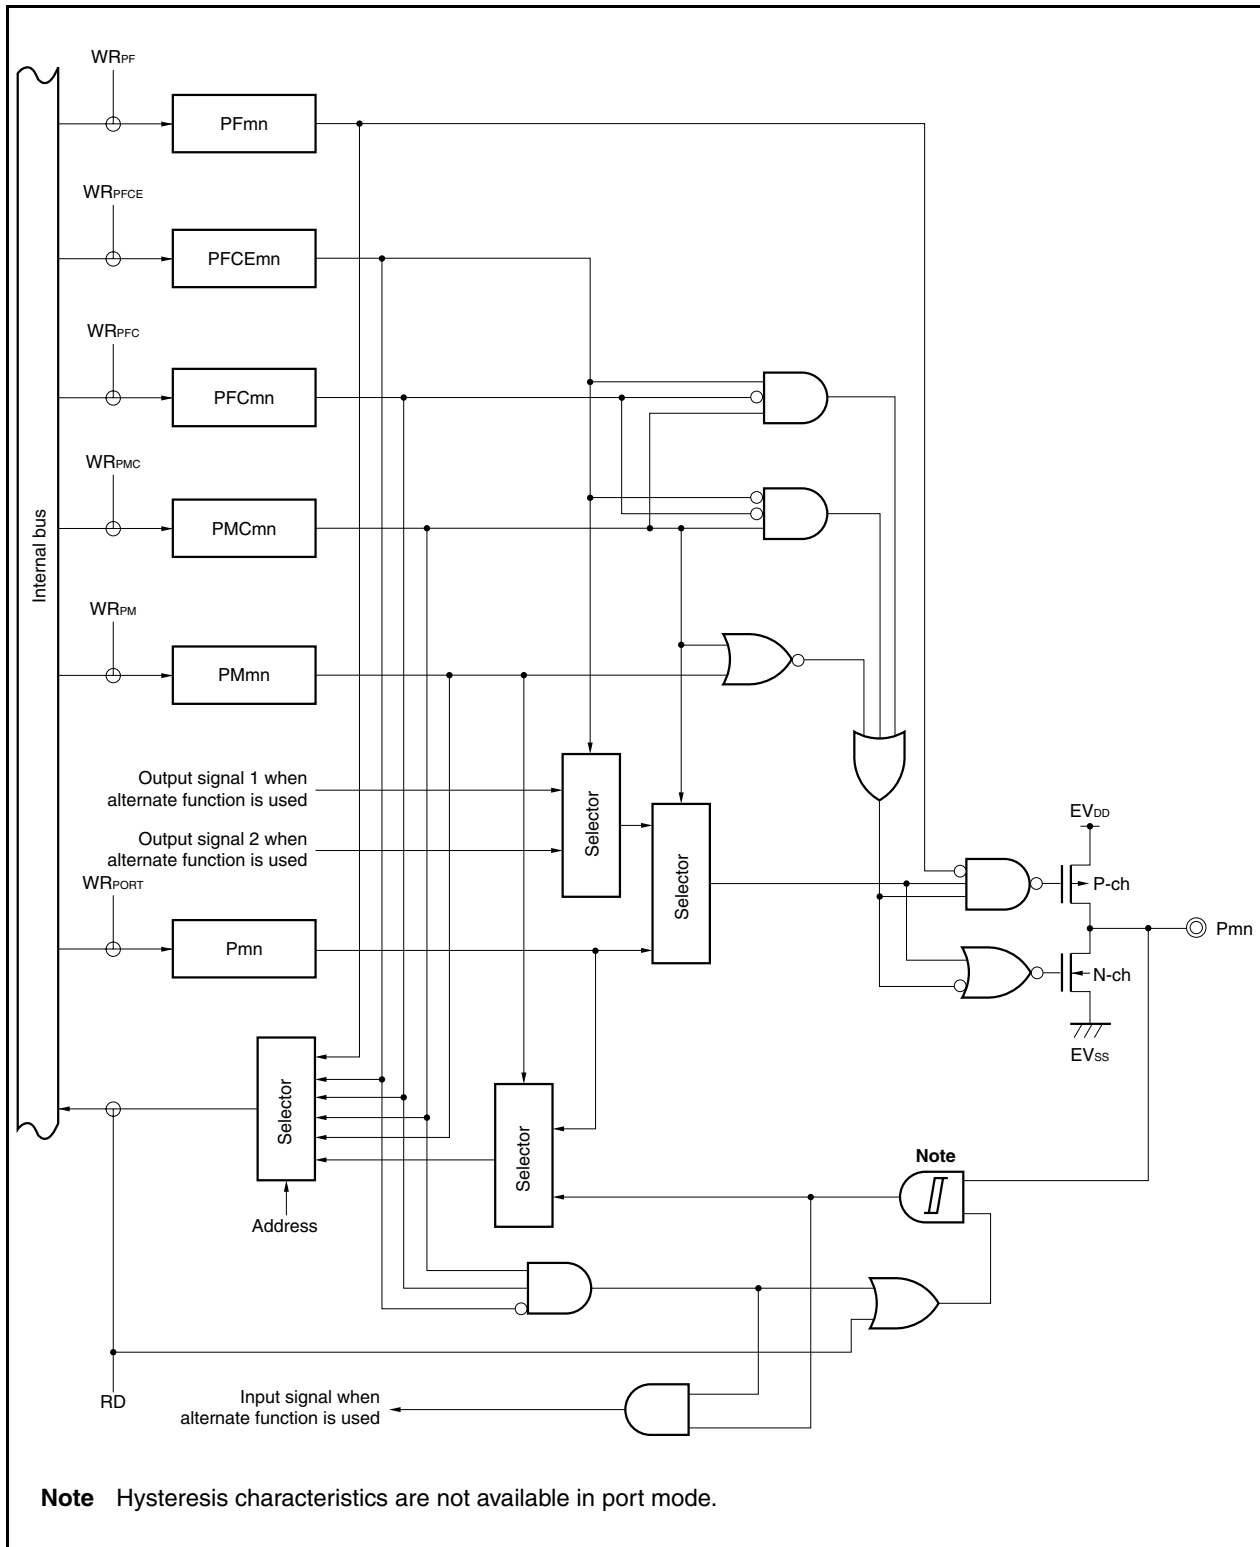 WRPF
PFmn
WRPFCE
PFCEmn
WRPFC
PFCmn
WRPMC
PMCmn
Internal bus
WRPM
PMmn
Output signal 1 when
alternate function is used
Output signal 2 when
alternate function is used
Selector
Selector
WRPORT
Pmn
EVDD
P-ch
Pmn
N-ch
EVSS
Selector
Selector
Address
Note
RD
Input signal when
alternate function is used
Note Hysteresis characteristics are not available in port mode.